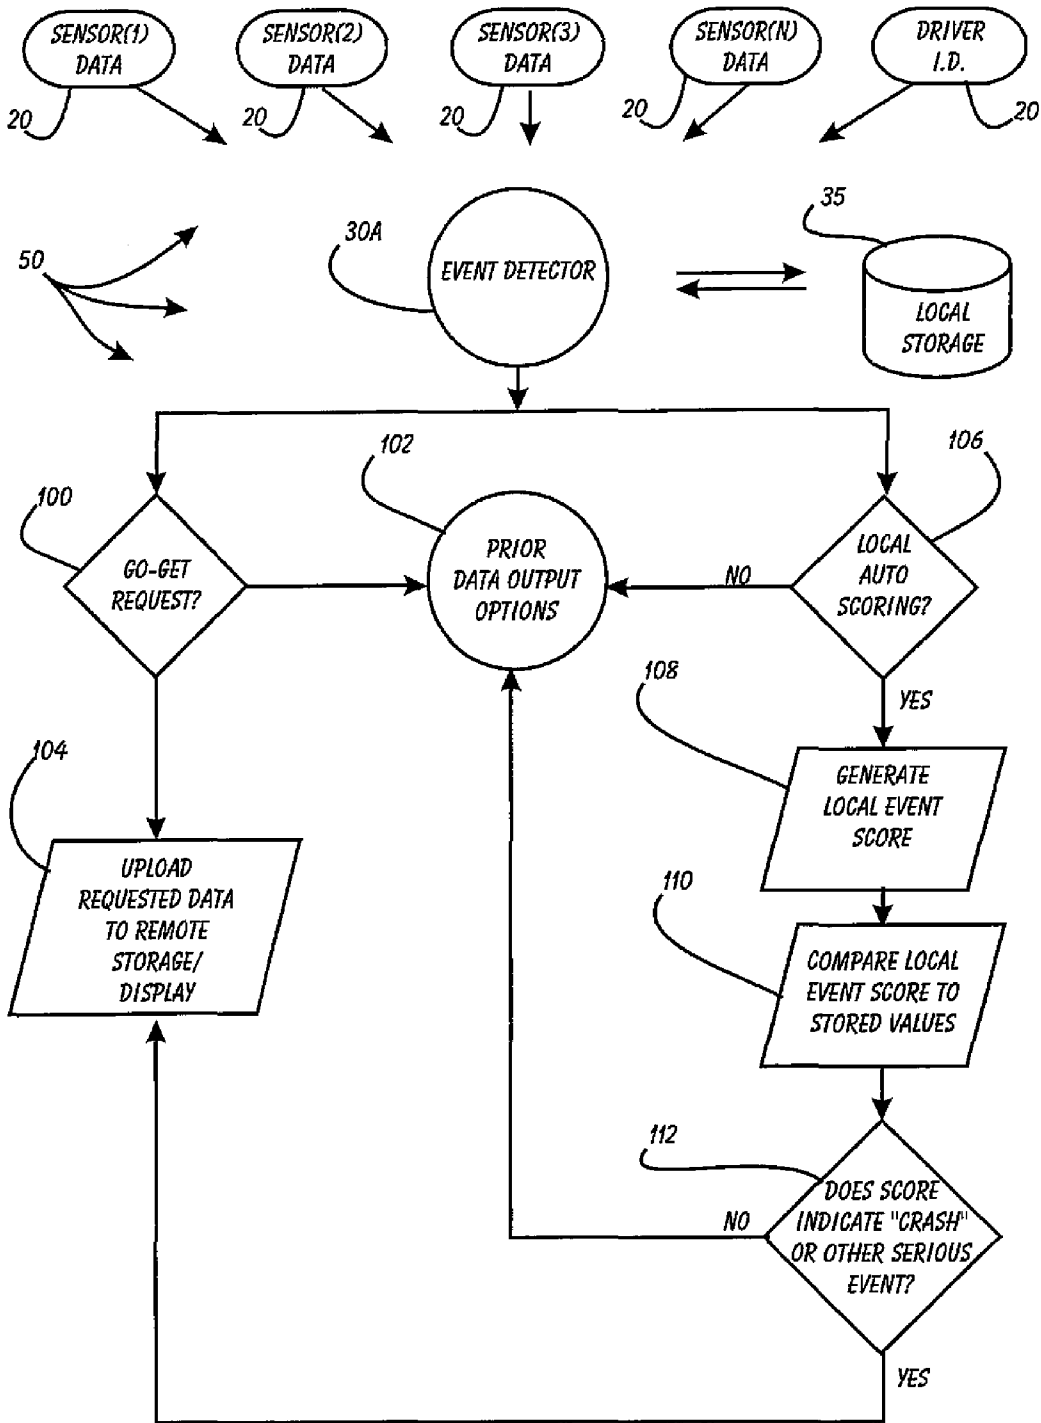 SENSOR(1)
DATA
SENSOR(2)
DATA
SENSOR(3)
DATA
SENSOR(N)
DATA
DRIVER
I.D.
20
20
20
20
20
50
30A
EVENT DETECTOR
35
LOCAL
STORAGE
100
GO-GET
REQUEST?
102
PRIOR
DATA OUTPUT
OPTIONS
NO
106
LOCAL
AUTO
SCORING?
YES
108
GENERATE
LOCAL EVENT
SCORE
104
UPLOAD
REQUESTED DATA
TO REMOTE
STORAGE/
DISPLAY
110
COMPARE LOCAL
EVENT SCORE TO
STORED VALUES
112
DOES SCORE
INDICATE "CRASH"
OR OTHER SERIOUS
EVENT?
NO
YES